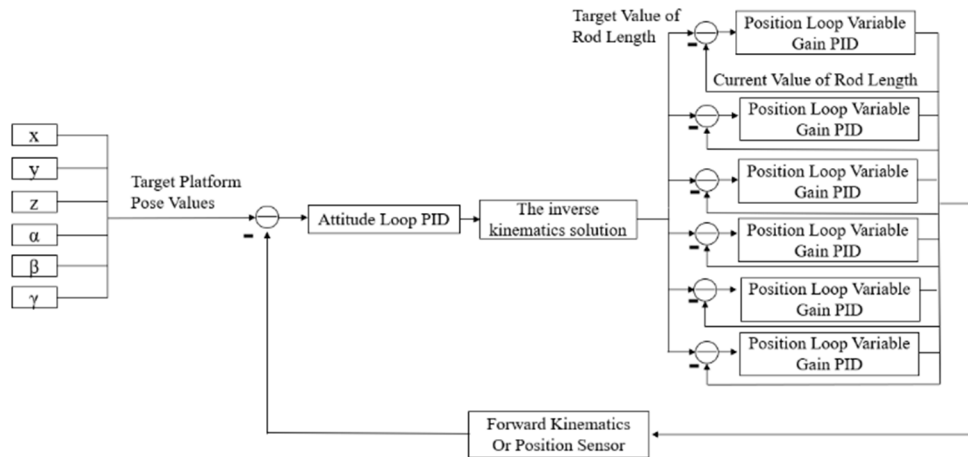 x
y
z
α
β
γ
Target Platform
Pose Values
Attitude Loop PID
The inverse
kinematics solution
Target Value of
Rod Length
Position Loop Variable
Gain PID
Current Value of Rod Length
Position Loop Variable
Gain PID
Position Loop Variable
Gain PID
Position Loop Variable
Gain PID
Position Loop Variable
Gain PID
Position Loop Variable
Gain PID
Forward Kinematics
Or Position Sensor